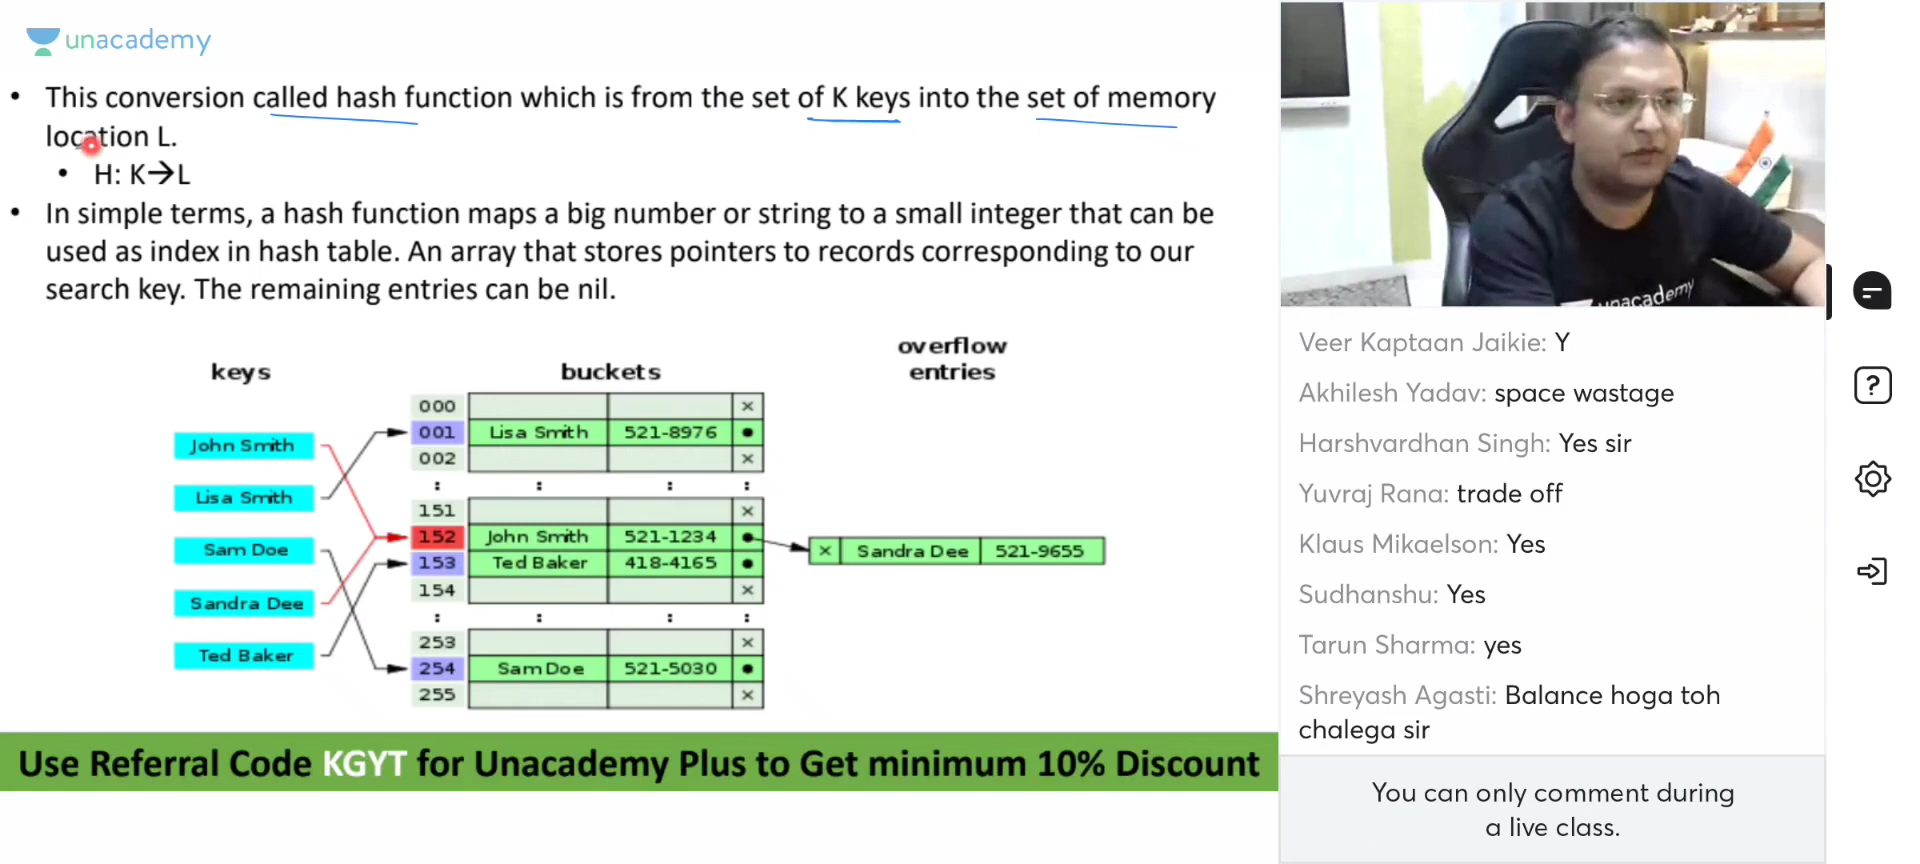 unacademy
• This conversion called hash function which is from the set of K keys into the set of memory
location L.
• H: K→L
• In simple terms, a hash function maps a big number or string to a small integer that can be
used as index in hash table. An array that stores pointers to records corresponding to our
search key. The remaining entries can be nil.
keys
buckets
overflow
entries
John Smith
Lisa Smith
Sam Doe
Sandra Dee
Ted Baker
000 ×
001 Lisa Smith 521-8976 •
002 ×
: : : :
151 ×
152 John Smith 521-1234 •
153 Ted Baker 418-4165 •
154 ×
: : : :
253 ×
254 Sam Doe 521-5030 •
255 ×
× Sandra Dee 521-9655
Use Referral Code KGYT for Unacademy Plus to Get minimum 10% Discount
unacademy
Veer Kaptaan Jaikie: Y
Akhilesh Yadav: space wastage
Harshvardhan Singh: Yes sir
Yuvraj Rana: trade off
Klaus Mikaelson: Yes
Sudhanshu: Yes
Tarun Sharma: yes
Shreyash Agasti: Balance hoga toh
chalega sir
You can only comment during
a live class.
?